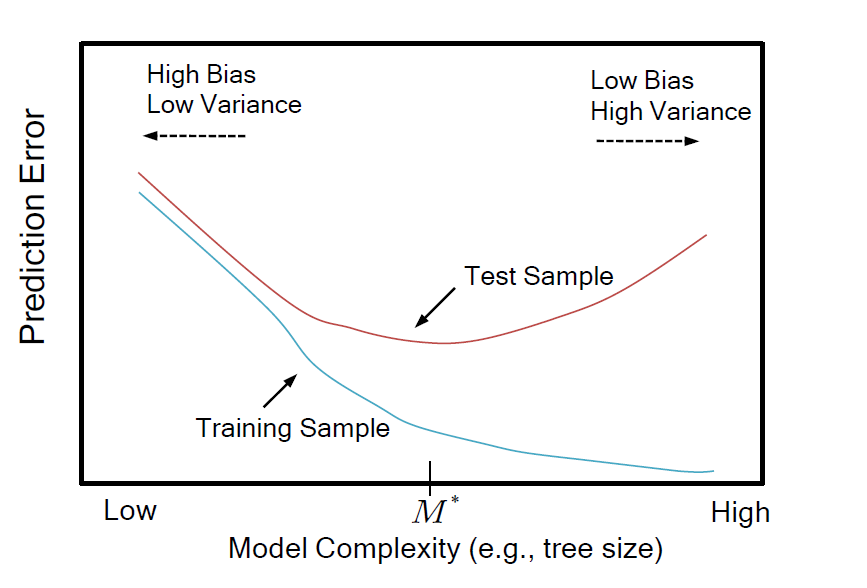 High Bias
Low Variance
Low Bias
High Variance
Prediction Error
Test Sample
Training Sample
Low
M*
High
Model Complexity (e.g., tree size)